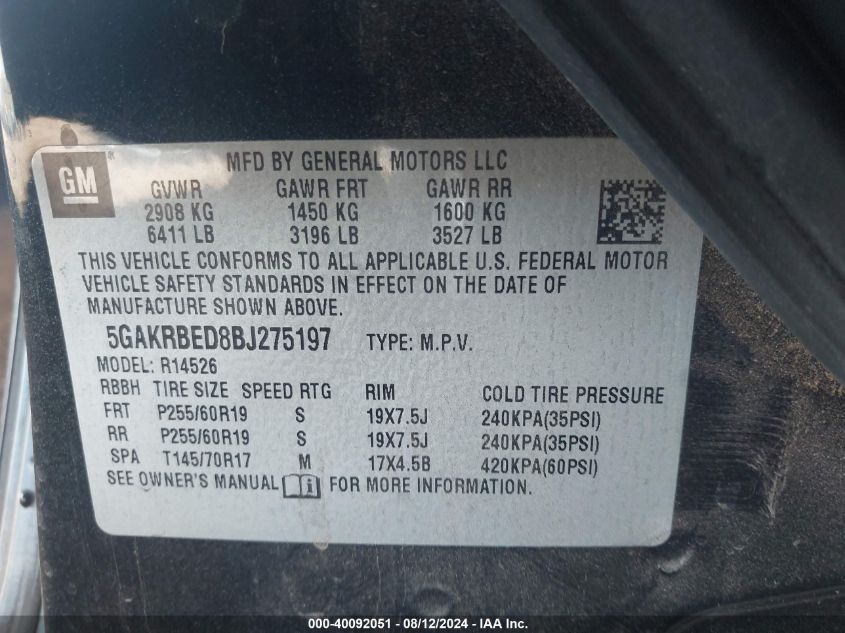 GM
MFD BY GENERAL MOTORS LLC
GVWR GAWR FRT GAWR RR
2908 KG 1450 KG 1600 KG
6411 LB 3196 LB 3527 LB
THIS VEHICLE CONFORMS TO ALL APPLICABLE U.S. FEDERAL MOTOR
VEHICLE SAFETY STANDARDS IN EFFECT ON THE DATE OF
MANUFACTURE SHOWN ABOVE.
5GAKRBED8BJ275197 TYPE: M.P.V.
MODEL: R14526
RBBH TIRE SIZE SPEED RTG RIM COLD TIRE PRESSURE
FRT P255/60R19 S 19X7.5J 240KPA(35PSI)
RR P255/60R19 S 19X7.5J 240KPA(35PSI)
SPA T145/70R17 M 17X4.5B 420KPA(60PSI)
SEE OWNER'S MANUAL i FOR MORE INFORMATION.
000-40092051 - 08/12/2024 - IAA Inc.